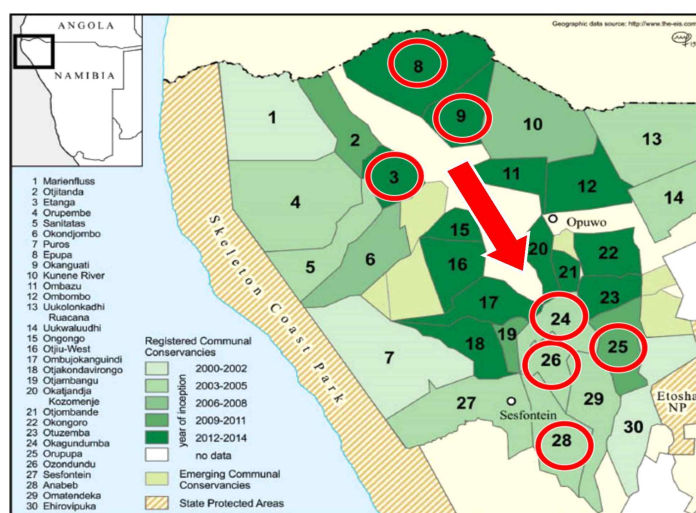 Geographic data source: http://www.the-eis.com
ANGOLA
NAMIBIA
8
9
1
2
3
10
13
11
12
14
4
Opuwo
15
20
22
5
6
16
21
17
23
24
7
18
19
26
25
27
29
Sesfontein
28
30
Etosha
NP
Skeleton Coast Park
1 Marienfluss
2 Otjitanda
3 Etanga
4 Orupembe
5 Sanitatas
6 Okondjombo
7 Puros
8 Epupa
9 Okanguati
10 Kunene River
11 Ombazu
12 Ombombo
13 Uukolonkadhi
Ruacana
14 Uukwaluudhi
15 Ongongo
16 Otjiu-West
17 Ombujokanguindi
18 Otjakondavirongo
19 Otjambangu
20 Okatjandja
Kozomenje
21 Otjombande
22 Okongoro
23 Otuzemba
24 Okagundumba
25 Orupupa
26 Ozondundu
27 Sesfontein
28 Anabeb
29 Omatendeka
30 Ehirovipuka
Registered Communal
Conservancies
year of inception
2000-2002
2003-2005
2006-2008
2009-2011
2012-2014
no data
Emerging Communal
Conservancies
State Protected Areas